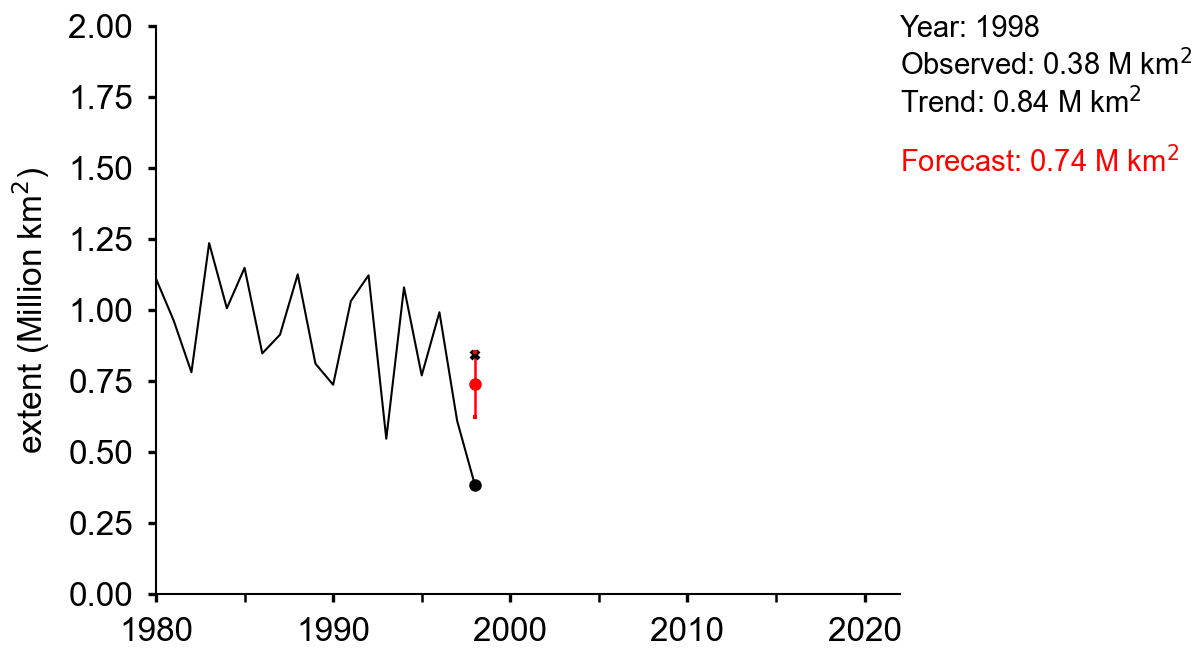 2.00
1.75
1.50
1.25
1.00
0.75
0.50
0.25
0.00
extent (Million km²)
1980 1990 2000 2010 2020
Year: 1998
Observed: 0.38 M km²
Trend: 0.84 M km²
Forecast: 0.74 M km²